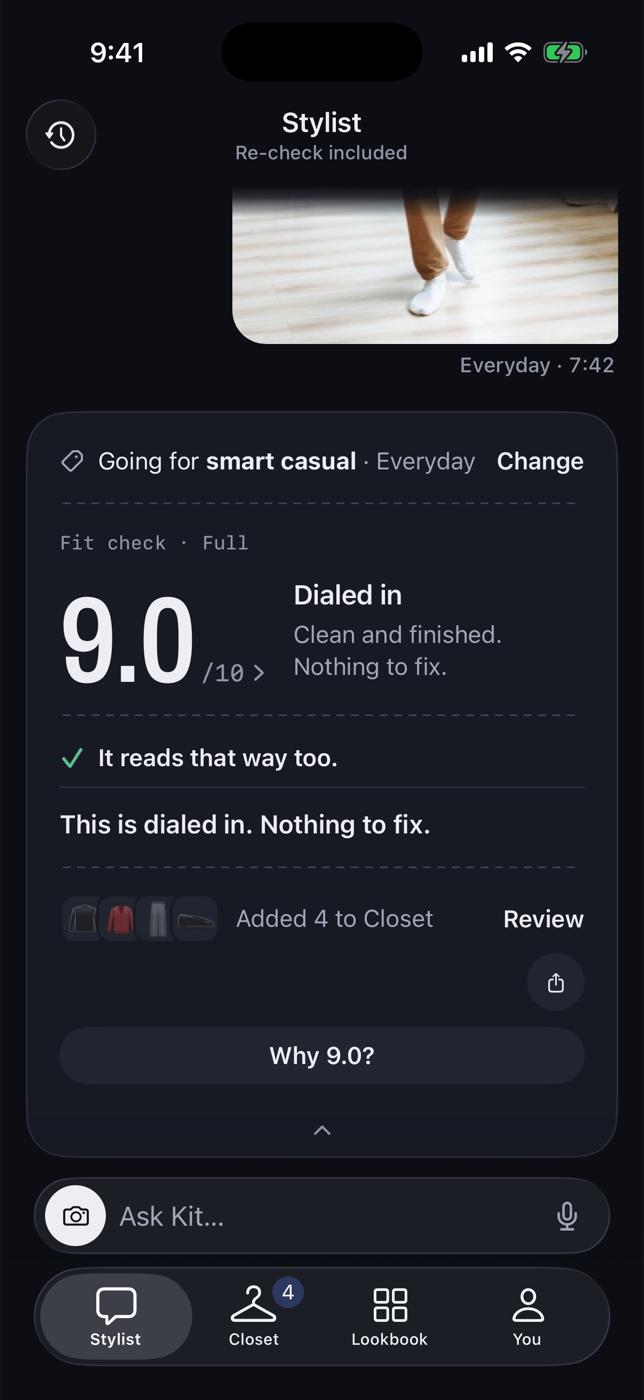 9:41
Stylist
Re-check included
Everyday · 7:42
Going for smart casual · Everyday Change
Fit check · Full
9.0 /10
Dialed in
Clean and finished.
Nothing to fix.
It reads that way too.
This is dialed in. Nothing to fix.
Added 4 to Closet Review
Why 9.0?
Ask Kit...
4
Stylist Closet Lookbook You